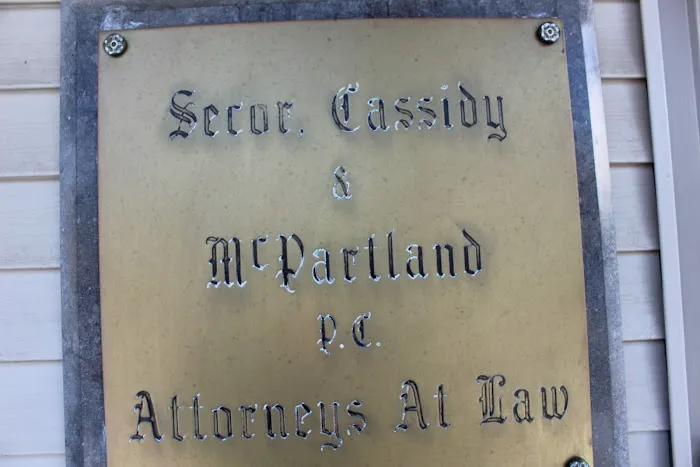 Secor, Cassidy
&
McPartland
P.C.
Attorneys At Law